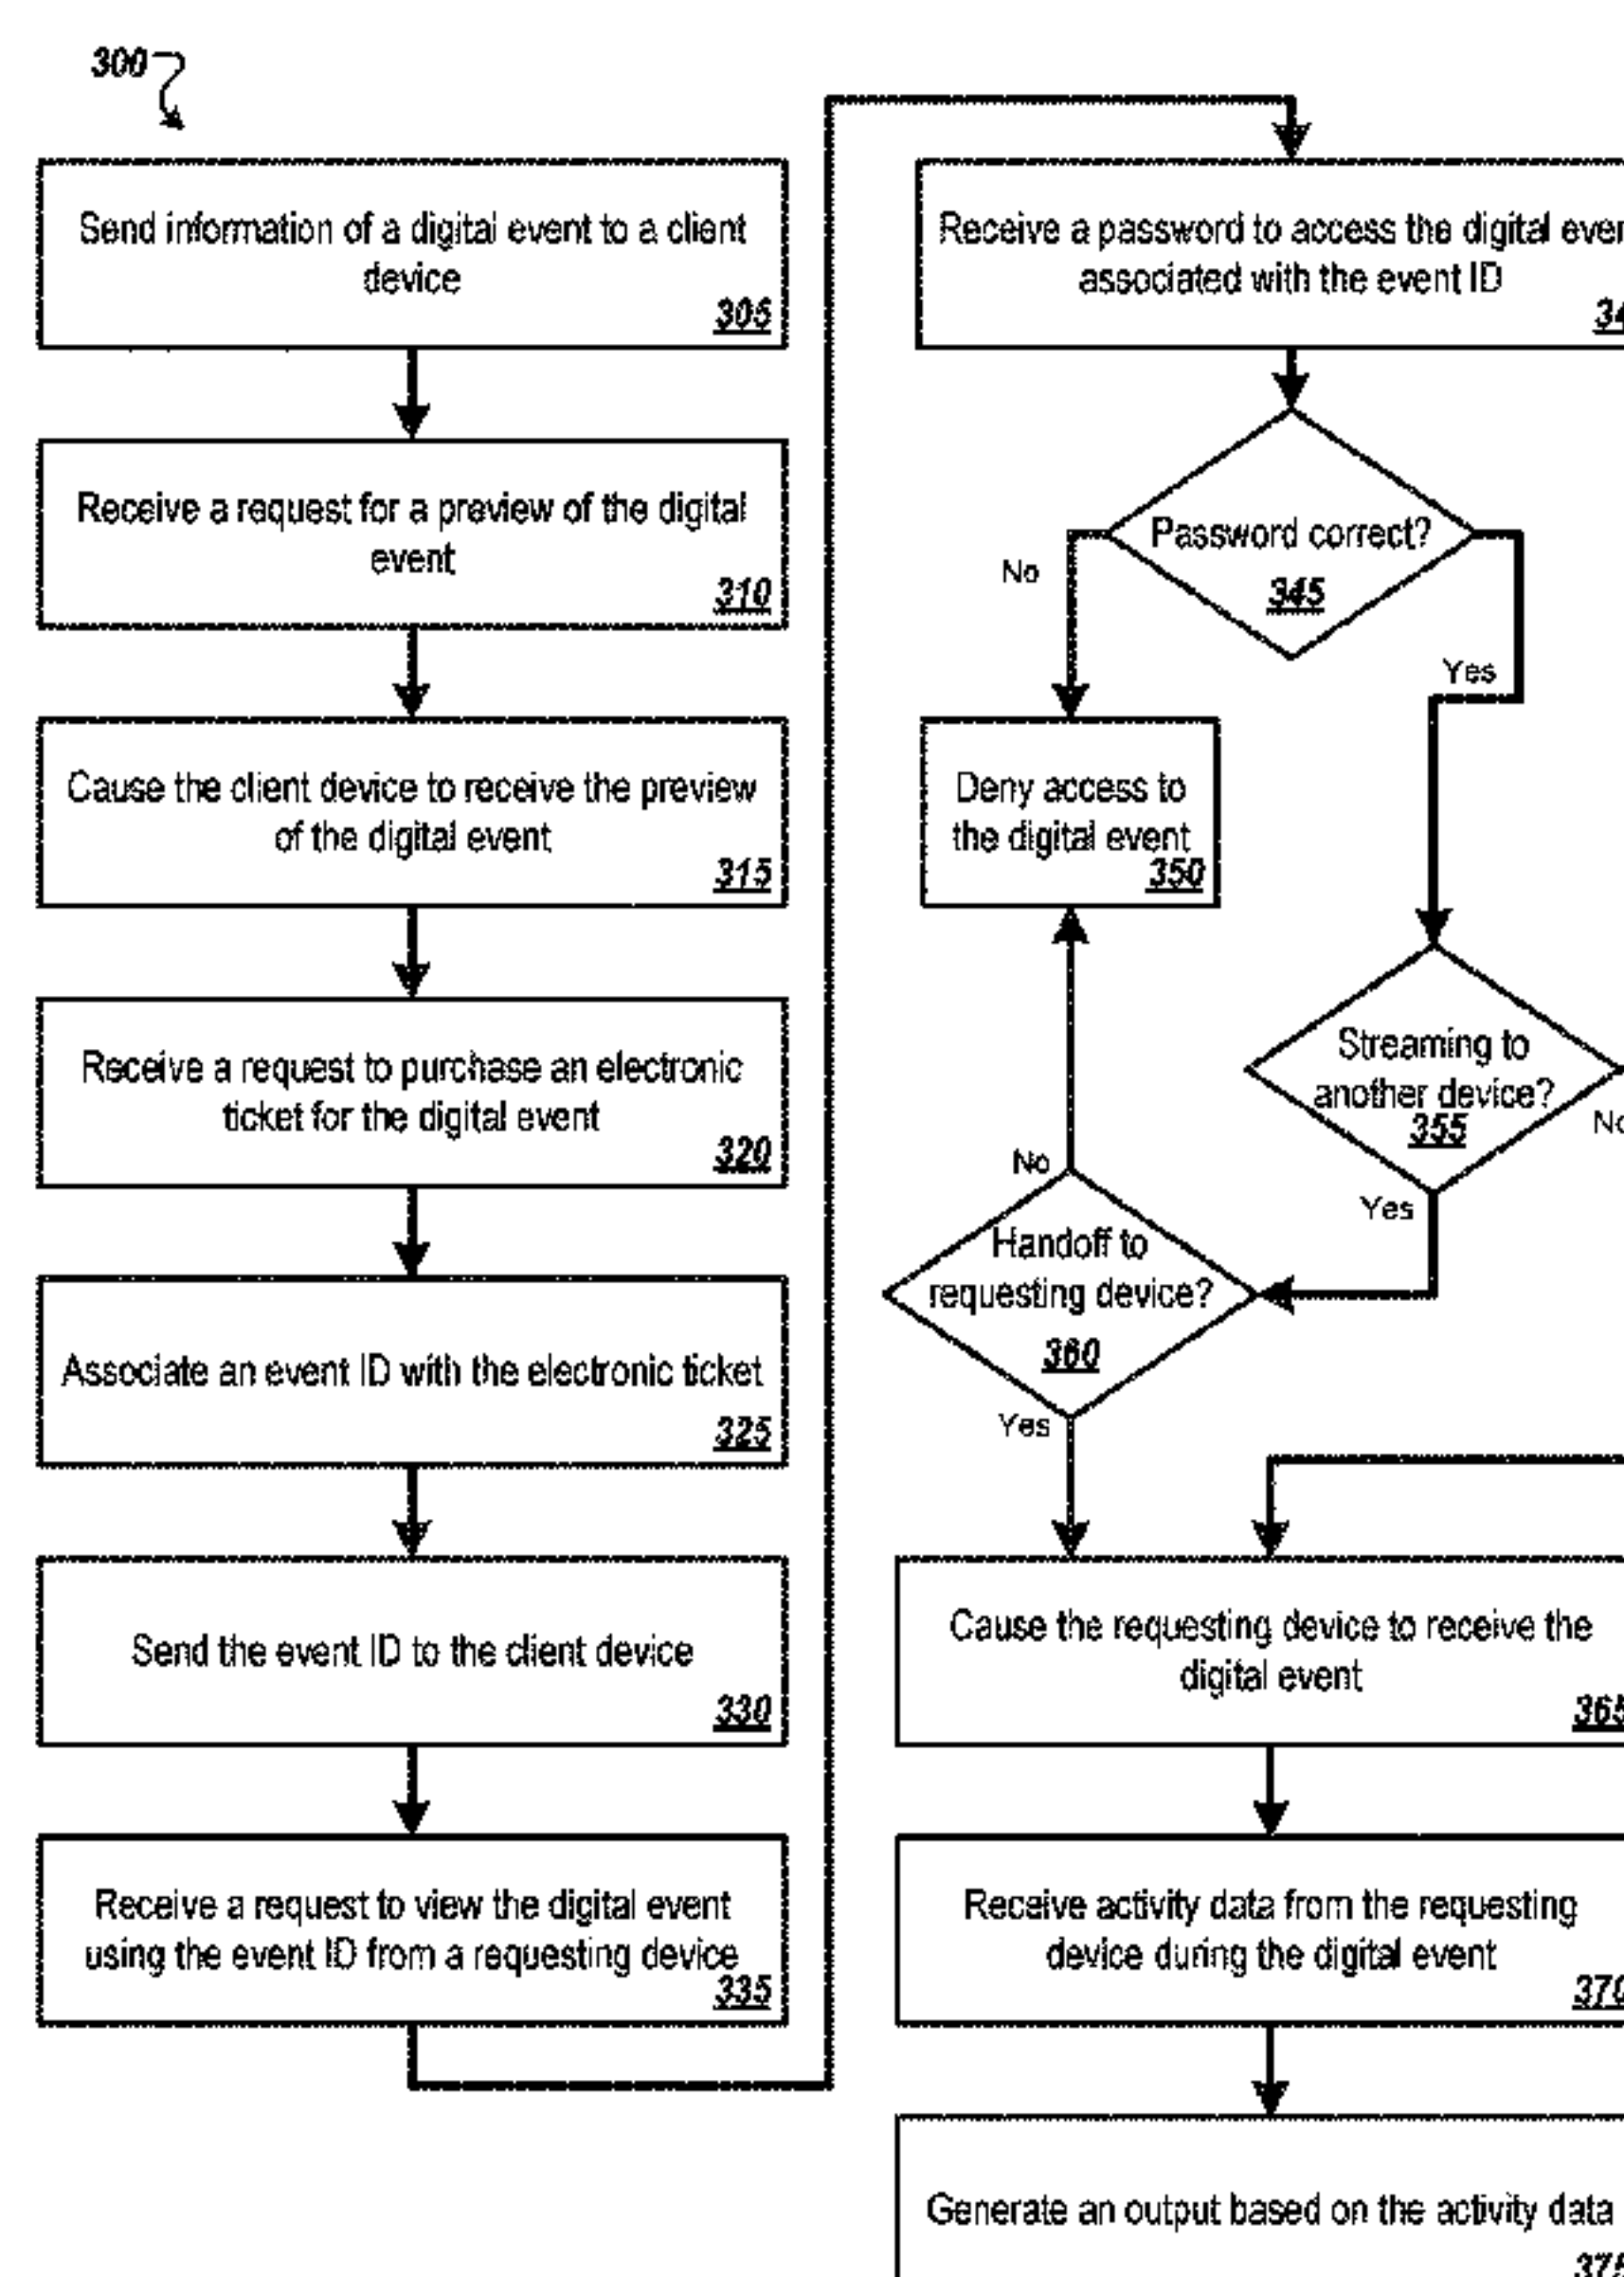 300
Send information of a digital event to a client
device
305
Receive a request for a preview of the digital
event
310
Cause the client device to receive the preview
of the digital event
315
Receive a request to purchase an electronic
ticket for the digital event
320
Associate an event ID with the electronic ticket
325
Send the event ID to the client device
330
Receive a request to view the digital event
using the event ID from a requesting device
335
Receive a password to access the digital
associated with the event ID
Password correct?
345
No
Yes
Deny access to
the digital event
350
Streaming to
another device?
355
No
Yes
Handoff to
requesting device?
360
No
Yes
Cause the requesting device to receive the
digital event
365
Receive activity data from the requesting
device during the digital event
370
Generate an output based on the activity data
375